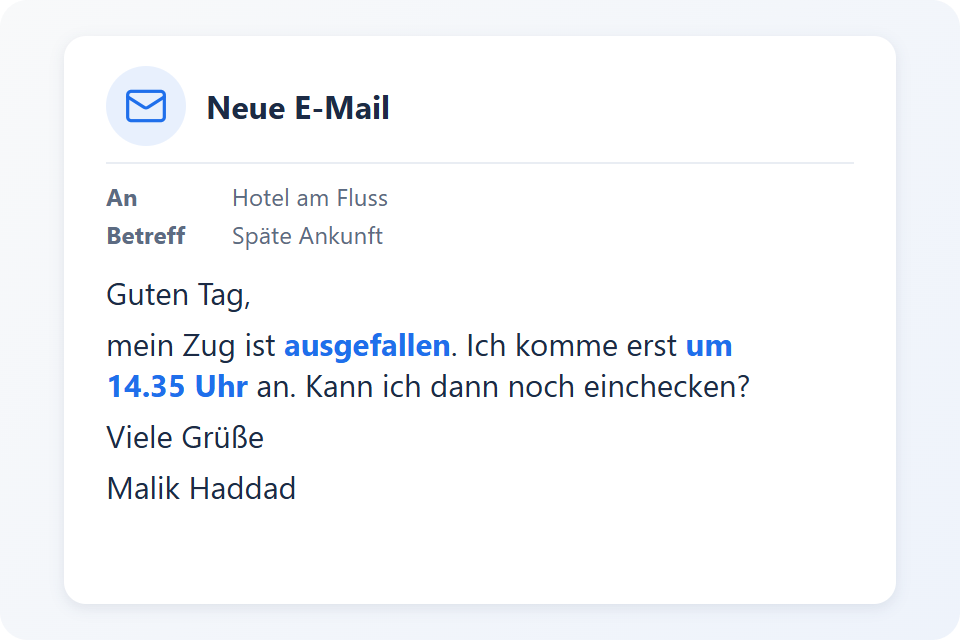 Neue E-Mail
An Hotel am Fluss
Betreff Späte Ankunft
Guten Tag,
mein Zug ist ausgefallen. Ich komme erst um
14.35 Uhr an. Kann ich dann noch einchecken?
Viele Grüße
Malik Haddad